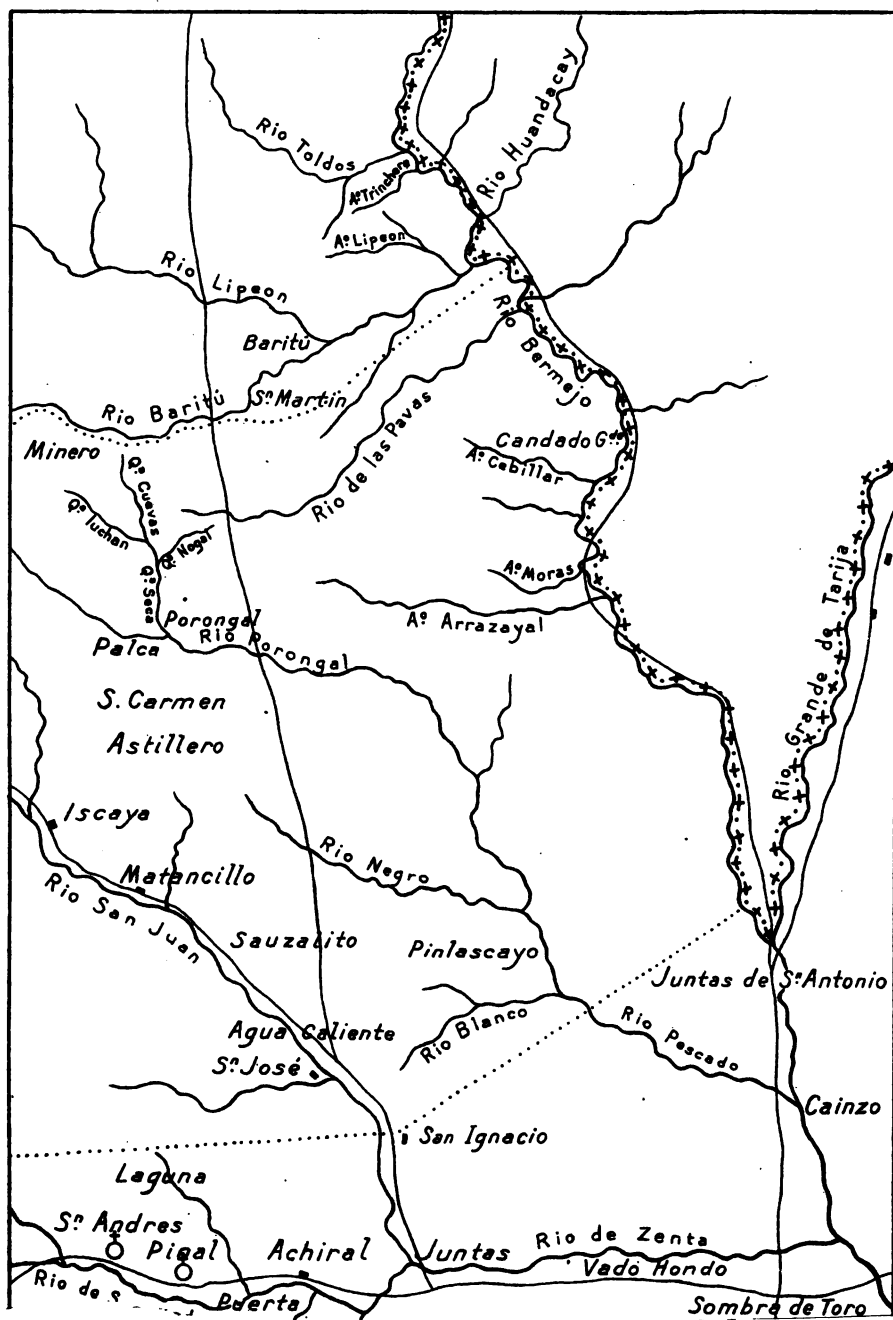 Rio Huandacay
Rio Toldos
Aº Trinchera
Aº Lipeon
Rio Lipeon
Baritú
Rio Bermejo
Rio Baritú
Sⁿ Martin
Minero
Rio de las Pavas
Candado Gᵈᵉ
Aº Cebillar
Qª Cuevas
Qª Iuchan
Qª Nogal
Qª Seca
Aº Moras
Aº Arrazayal
Porongal
Rio Porongal
Palca
S. Carmen
Astillero
Rio Grande de Tarija
Iscaya
Rio Negro
Matancillo
Rio San Juan
Sauzalito
Pinlascayo
Juntas de Sⁿ Antonio
Agua Caliente
Rio Blanco
Rio Pescado
Sⁿ José
Cainzo
San Ignacio
Laguna
Sⁿ Andres
Pigal
Achiral
Juntas
Rio de Zenta
Vado Hondo
Rio de
Puerta
Sombra de Toro